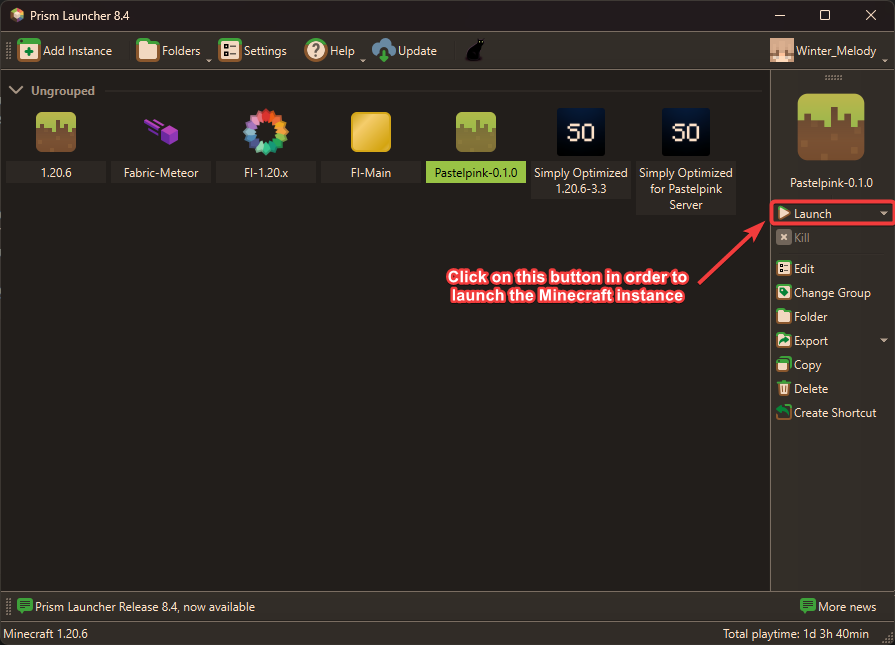 Prism Launcher 8.4
Add Instance
Folders
Settings
Help
Update
Winter_Melody
Ungrouped
1.20.6
Fabric-Meteor
FI-1.20.x
FI-Main
Pastelpink-0.1.0
SO
Simply Optimized
1.20.6-3.3
SO
Simply Optimized
for Pastelpink
Server
Pastelpink-0.1.0
Launch
Kill
Edit
Change Group
Folder
Export
Copy
Delete
Create Shortcut
Click on this button in order to
launch the Minecraft instance
Prism Launcher Release 8.4, now available
More news
Minecraft 1.20.6
Total playtime: 1d 3h 40min